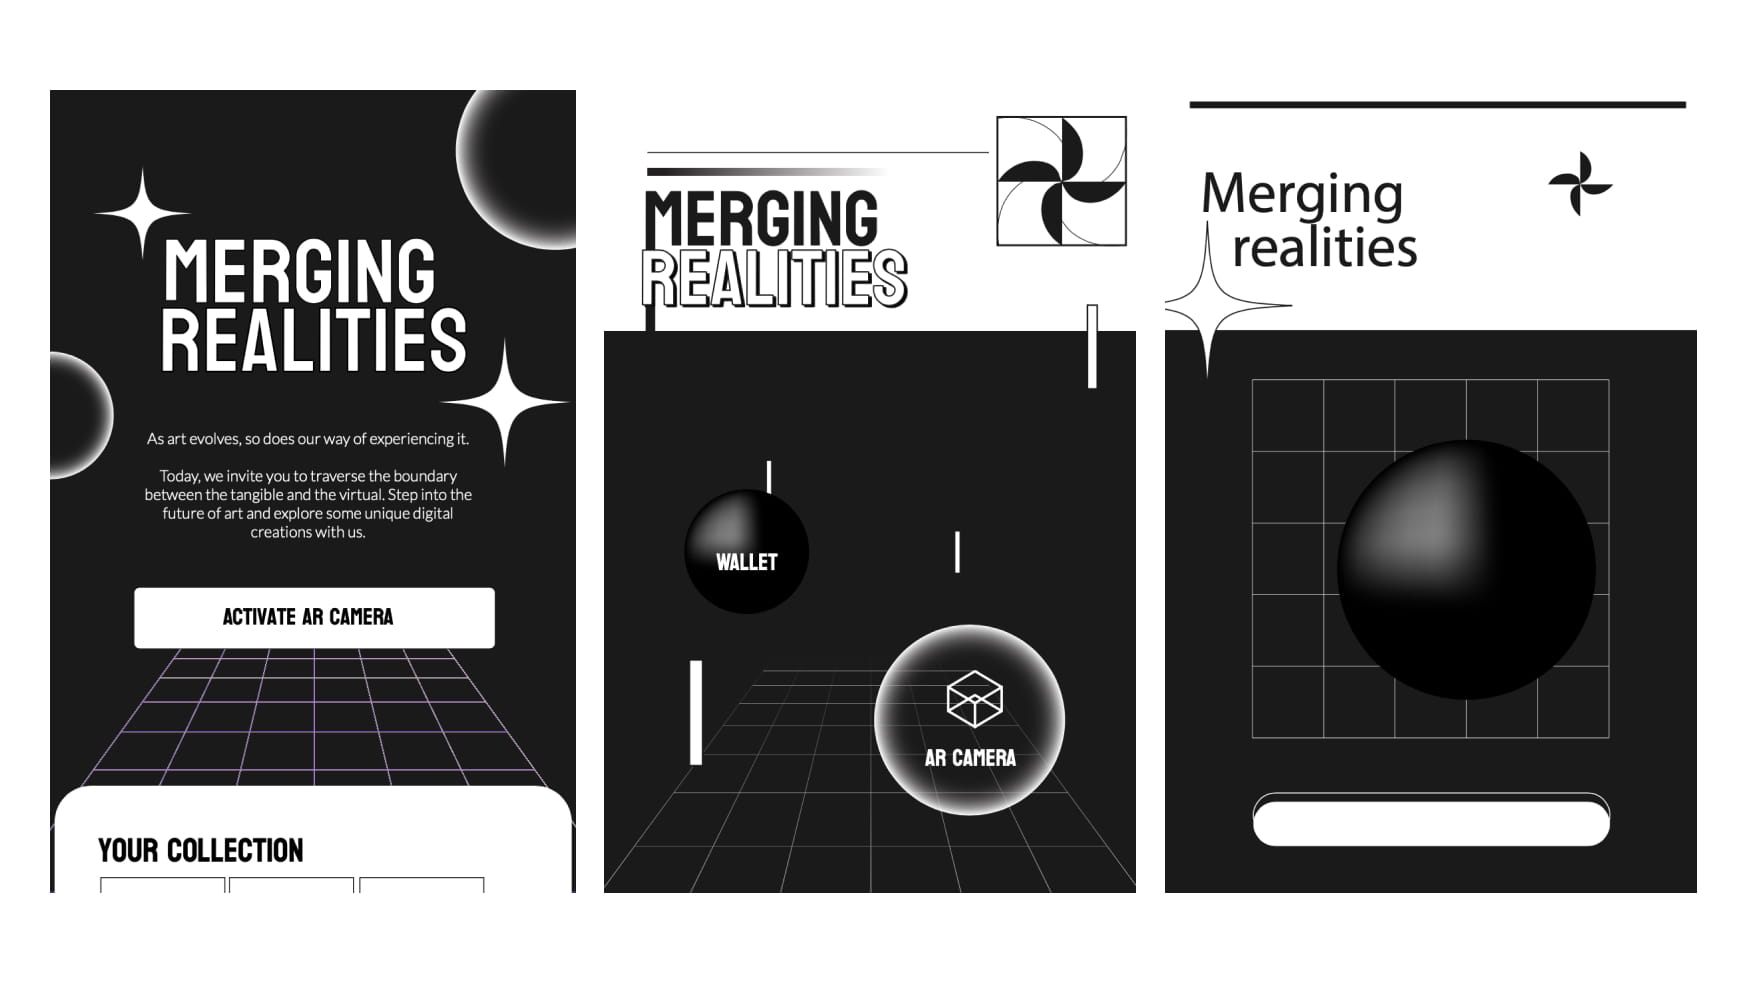 MERGING
REALITIES
As art evolves, so does our way of experiencing it.
Today, we invite you to traverse the boundary
between the tangible and the virtual. Step into the
future of art and explore some unique digital
creations with us.
ACTIVATE AR CAMERA
YOUR COLLECTION
MERGING
REALITIES
WALLET
AR CAMERA
Merging
realities